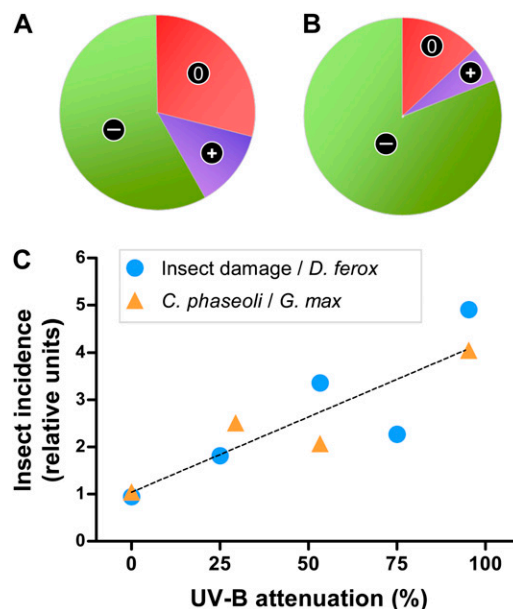 A
B
0
+
−
0
+
−
C
Insect damage / D. ferox
C. phaseoli / G. max
Insect incidence
(relative units)
6
5
4
3
2
1
0
0
25
50
75
100
UV-B attenuation (%)